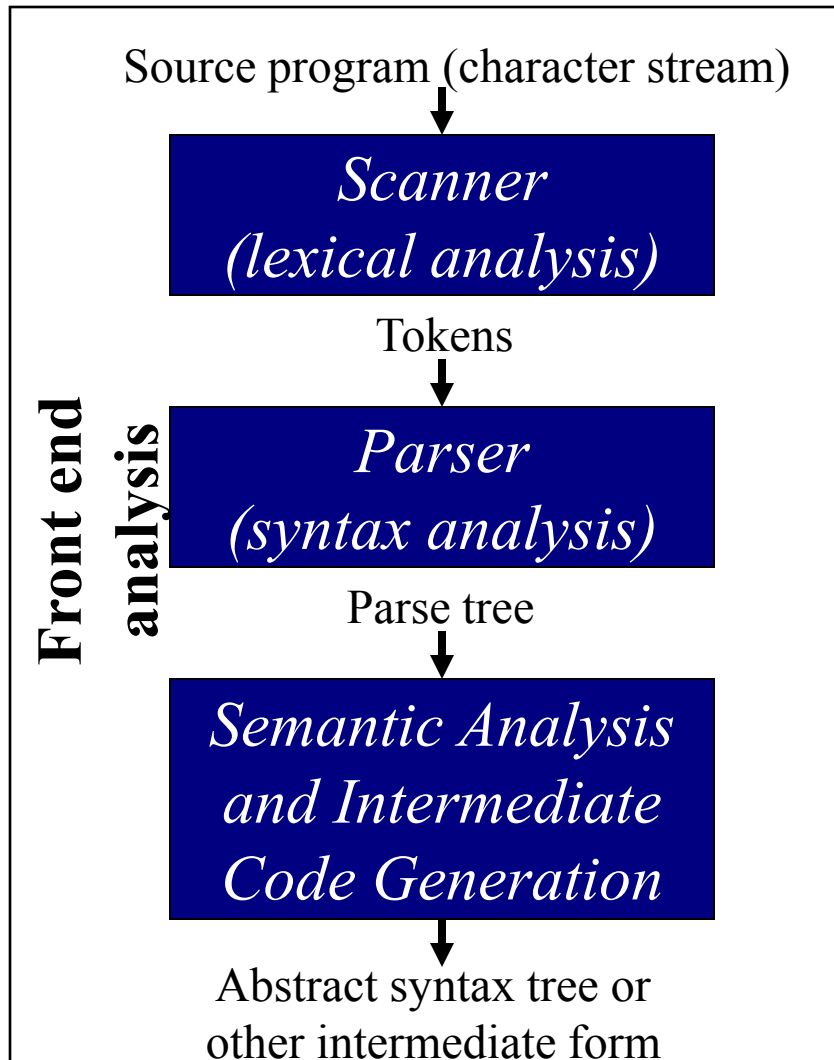 Source program (character stream)
Scanner
(lexical analysis)
Tokens
Front end
analysis
Parser
(syntax analysis)
Parse tree
Semantic Analysis
and Intermediate
Code Generation
Abstract syntax tree or
other intermediate form